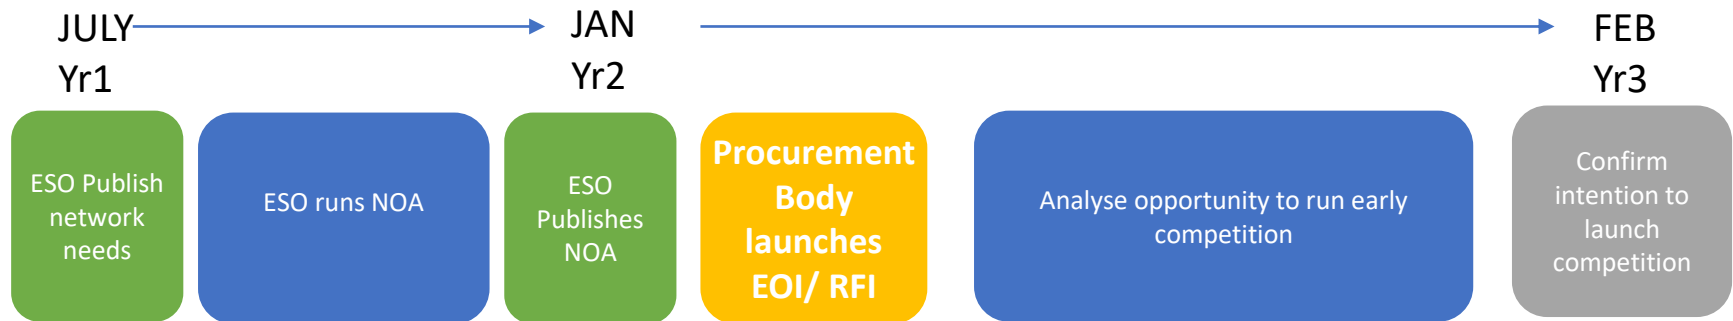 JULY
Yr1
JAN
Yr2
FEB
Yr3
ESO Publish
network
needs
ESO runs NOA
ESO
Publishes
NOA
Procurement
Body
launches
EOI/ RFI
Analyse opportunity to run early
competition
Confirm
intention to
launch
competition